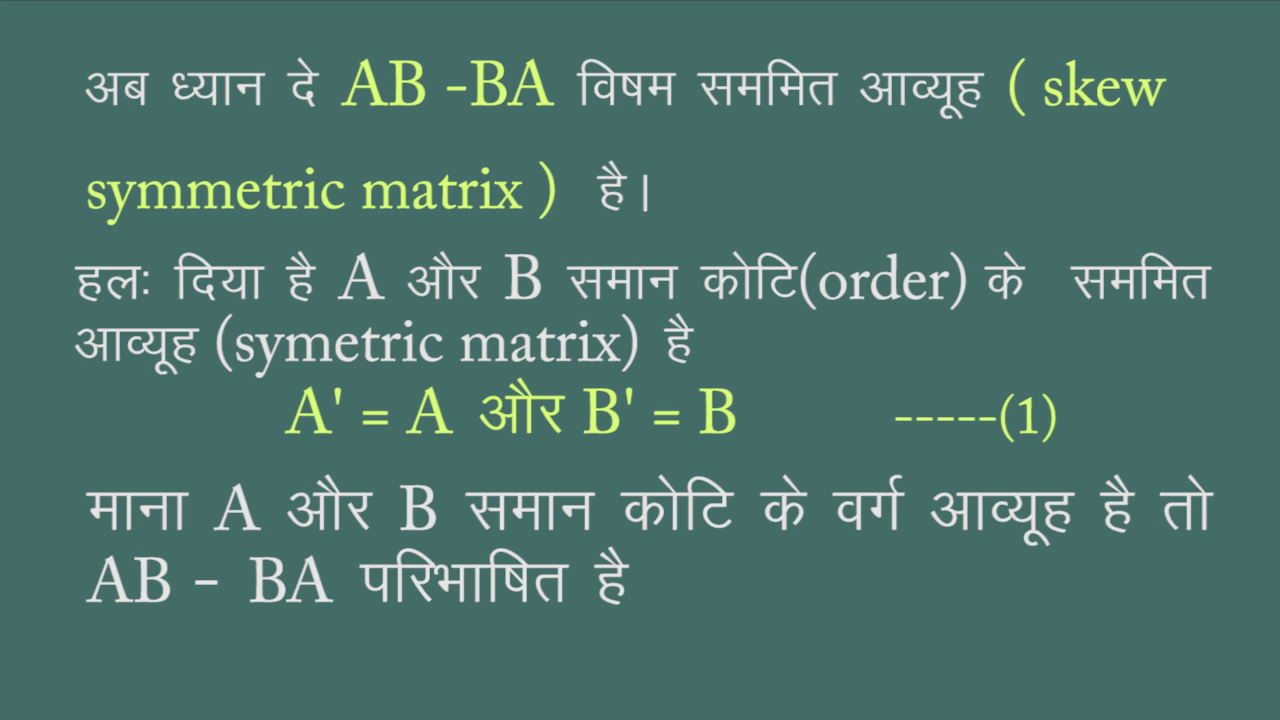 अब ध्यान दे AB -BA विषम सममित आव्यूह ( skew
symmetric matrix ) है।
हलः दिया है A और B समान कोटि(order) के सममित
आव्यूह (symetric matrix) है
A' = A और B' = B -----(1)
माना A और B समान कोटि के वर्ग आव्यूह है तो
AB - BA परिभाषित है